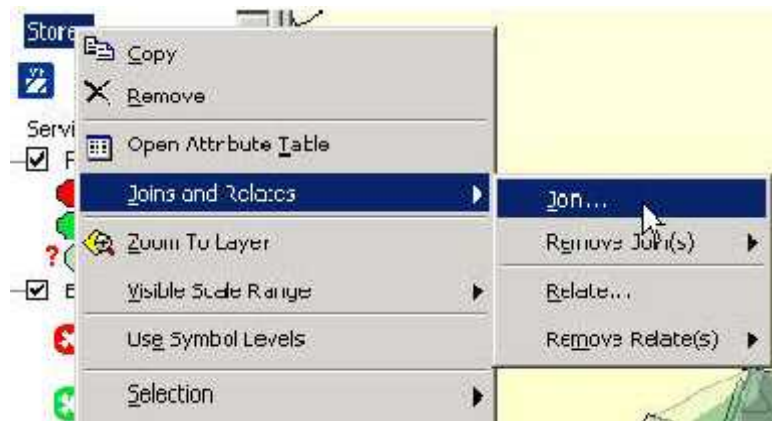 Store
Copy
Remove
Servi
Open Attribute Table
Joins and Relates
Join...
Zoom To Layer
Remove Join(s)
Visible Scale Range
Relate...
Use Symbol Levels
Remove Relate(s)
Selection